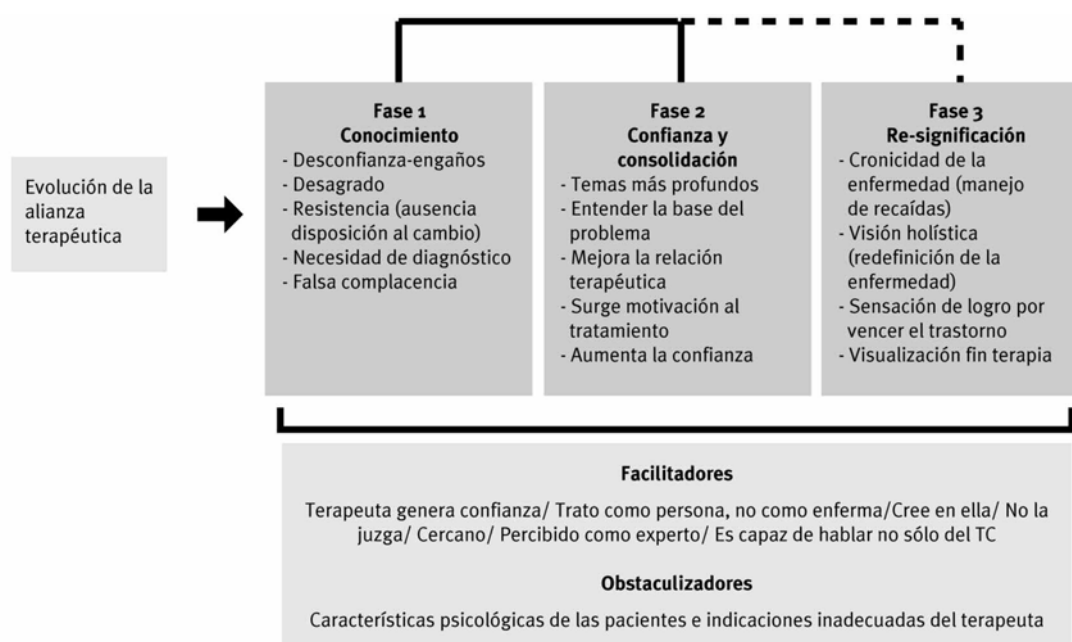 Evolución de la
alianza
terapéutica
Fase 1
Conocimiento
- Desconfianza-engaños
- Desagrado
- Resistencia (ausencia
disposición al cambio)
- Necesidad de diagnóstico
- Falsa complacencia
Fase 2
Confianza y
consolidación
- Temas más profundos
- Entender la base del
problema
- Mejora la relación
terapéutica
- Surge motivación al
tratamiento
- Aumenta la confianza
Fase 3
Re-significación
- Cronicidad de la
enfermedad (manejo
de recaídas)
- Visión holística
(redefinición de la
enfermedad)
- Sensación de logro por
vencer el trastorno
- Visualización fin terapia
Facilitadores
Terapeuta genera confianza/ Trato como persona, no como enferma/Cree en ella/ No la
juzga/ Cercano/ Percibido como experto/ Es capaz de hablar no sólo del TC
Obstaculizadores
Características psicológicas de las pacientes e indicaciones inadecuadas del terapeuta